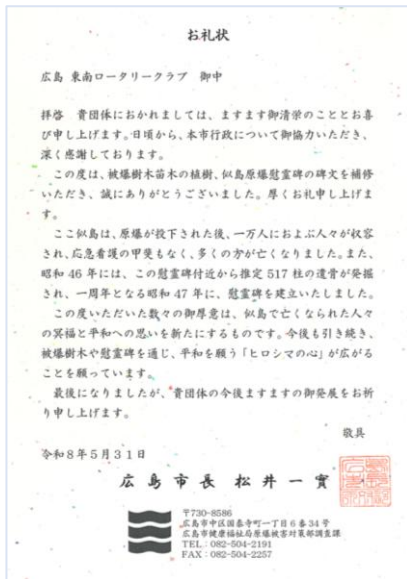 お礼状
広島 東南ロータリークラブ 御中
拝啓 貴団体におかれましては、ますます御清栄のこととお喜
び申し上げます。日頃から、本市行政について御協力いただき、
深く感謝しております。
この度は、被爆樹木苗木の植樹、似島原爆慰霊碑の碑文を補修
いただき、誠にありがとうございました。厚くお礼申し上げま
す。
ここ似島は、原爆が投下された後、一万人におよぶ人々が収容
され、応急看護の甲斐もなく、多くの方が亡くなりました。また、
昭和46年には、この慰霊碑付近から推定517柱の遺骨が発掘
され、一周年となる昭和47年に、慰霊碑を建立いたしました。
この度いただいた数々の御厚意は、似島で亡くなられた人々
の冥福と平和への思いを新たにするものです。今後も引き続き、
被爆樹木や慰霊碑を通じ、平和を願う「ヒロシマの心」が広がる
ことを願っています。
最後になりましたが、貴団体の今後ますますの御発展をお祈
り申し上げます。
敬具
令和8年5月31日
広島市長 松井一實
〒730-8586
広島市中区国泰寺町一丁目6番34号
広島市健康福祉局原爆被害対策部調査課
TEL:082-504-2191
FAX:082-504-2257